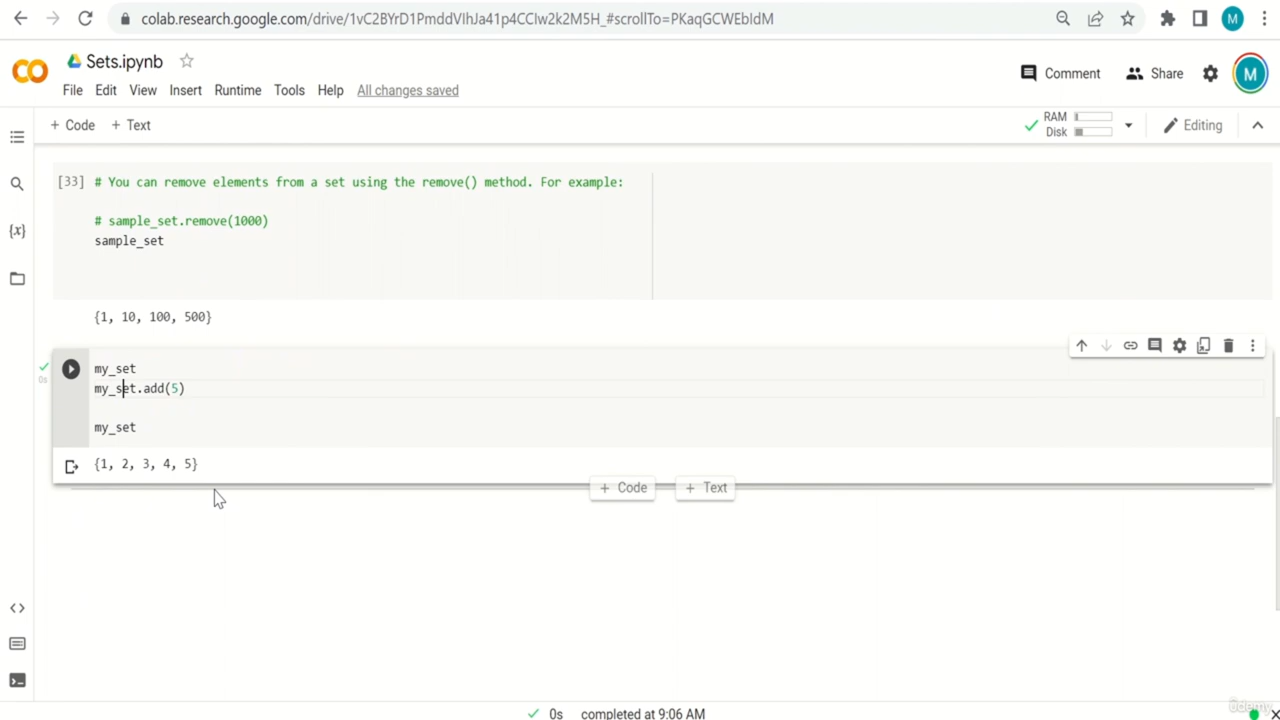 colab.research.google.com/drive/1vC2BYrD1PmddVIhJa41p4CCIw2k2M5H_#scrollTo=PKaqGCWEbIdM
M
Sets.ipynb
File Edit View Insert Runtime Tools Help All changes saved
Comment Share M
+ Code + Text
RAM
Disk
Editing
[33] # You can remove elements from a set using the remove() method. For example:
# sample_set.remove(1000)
sample_set
{1, 10, 100, 500}
0s
my_set
my_set.add(5)
my_set
{1, 2, 3, 4, 5}
+ Code + Text
{x}
0s completed at 9:06 AM
ûdemy